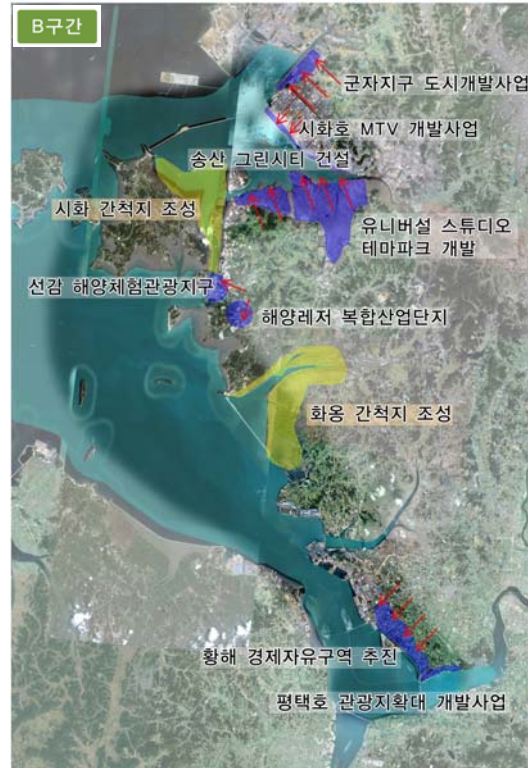 B구간
군자지구 도시개발사업
시화호 MTV 개발사업
송산 그린시티 건설
시화 간척지 조성
유니버설 스튜디오
테마파크 개발
선감 해양체험관광지구
해양레저 복합산업단지
화옹 간척지 조성
황해 경제자유구역 추진
평택호 관광지확대 개발사업